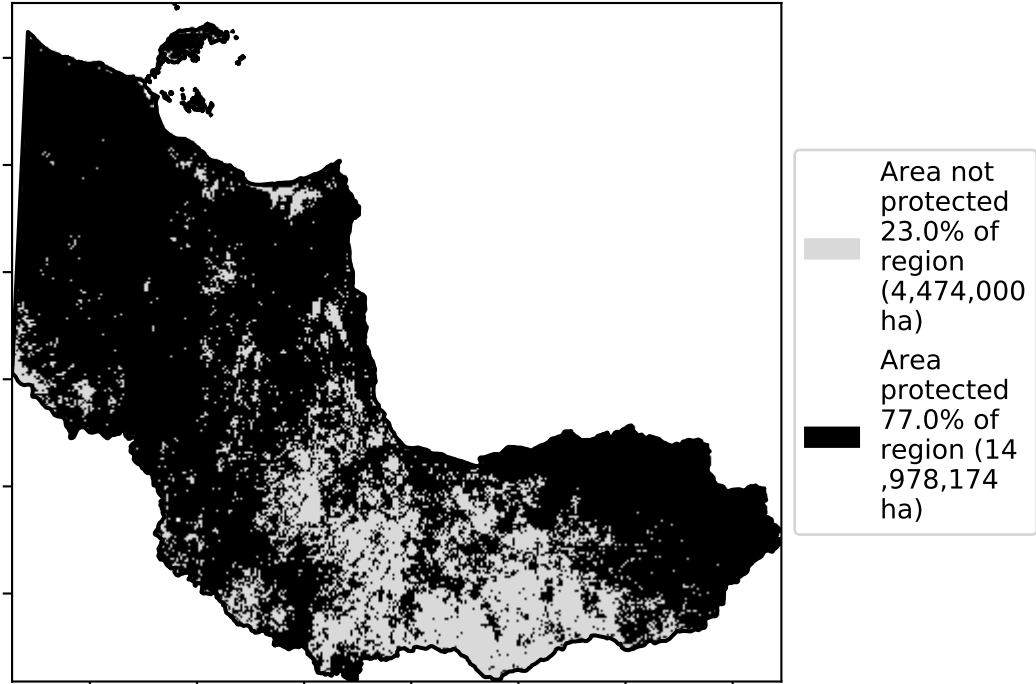 Area not
protected
23.0% of
region
(4,474,000
ha)
Area
protected
77.0% of
region (14
,978,174
ha)